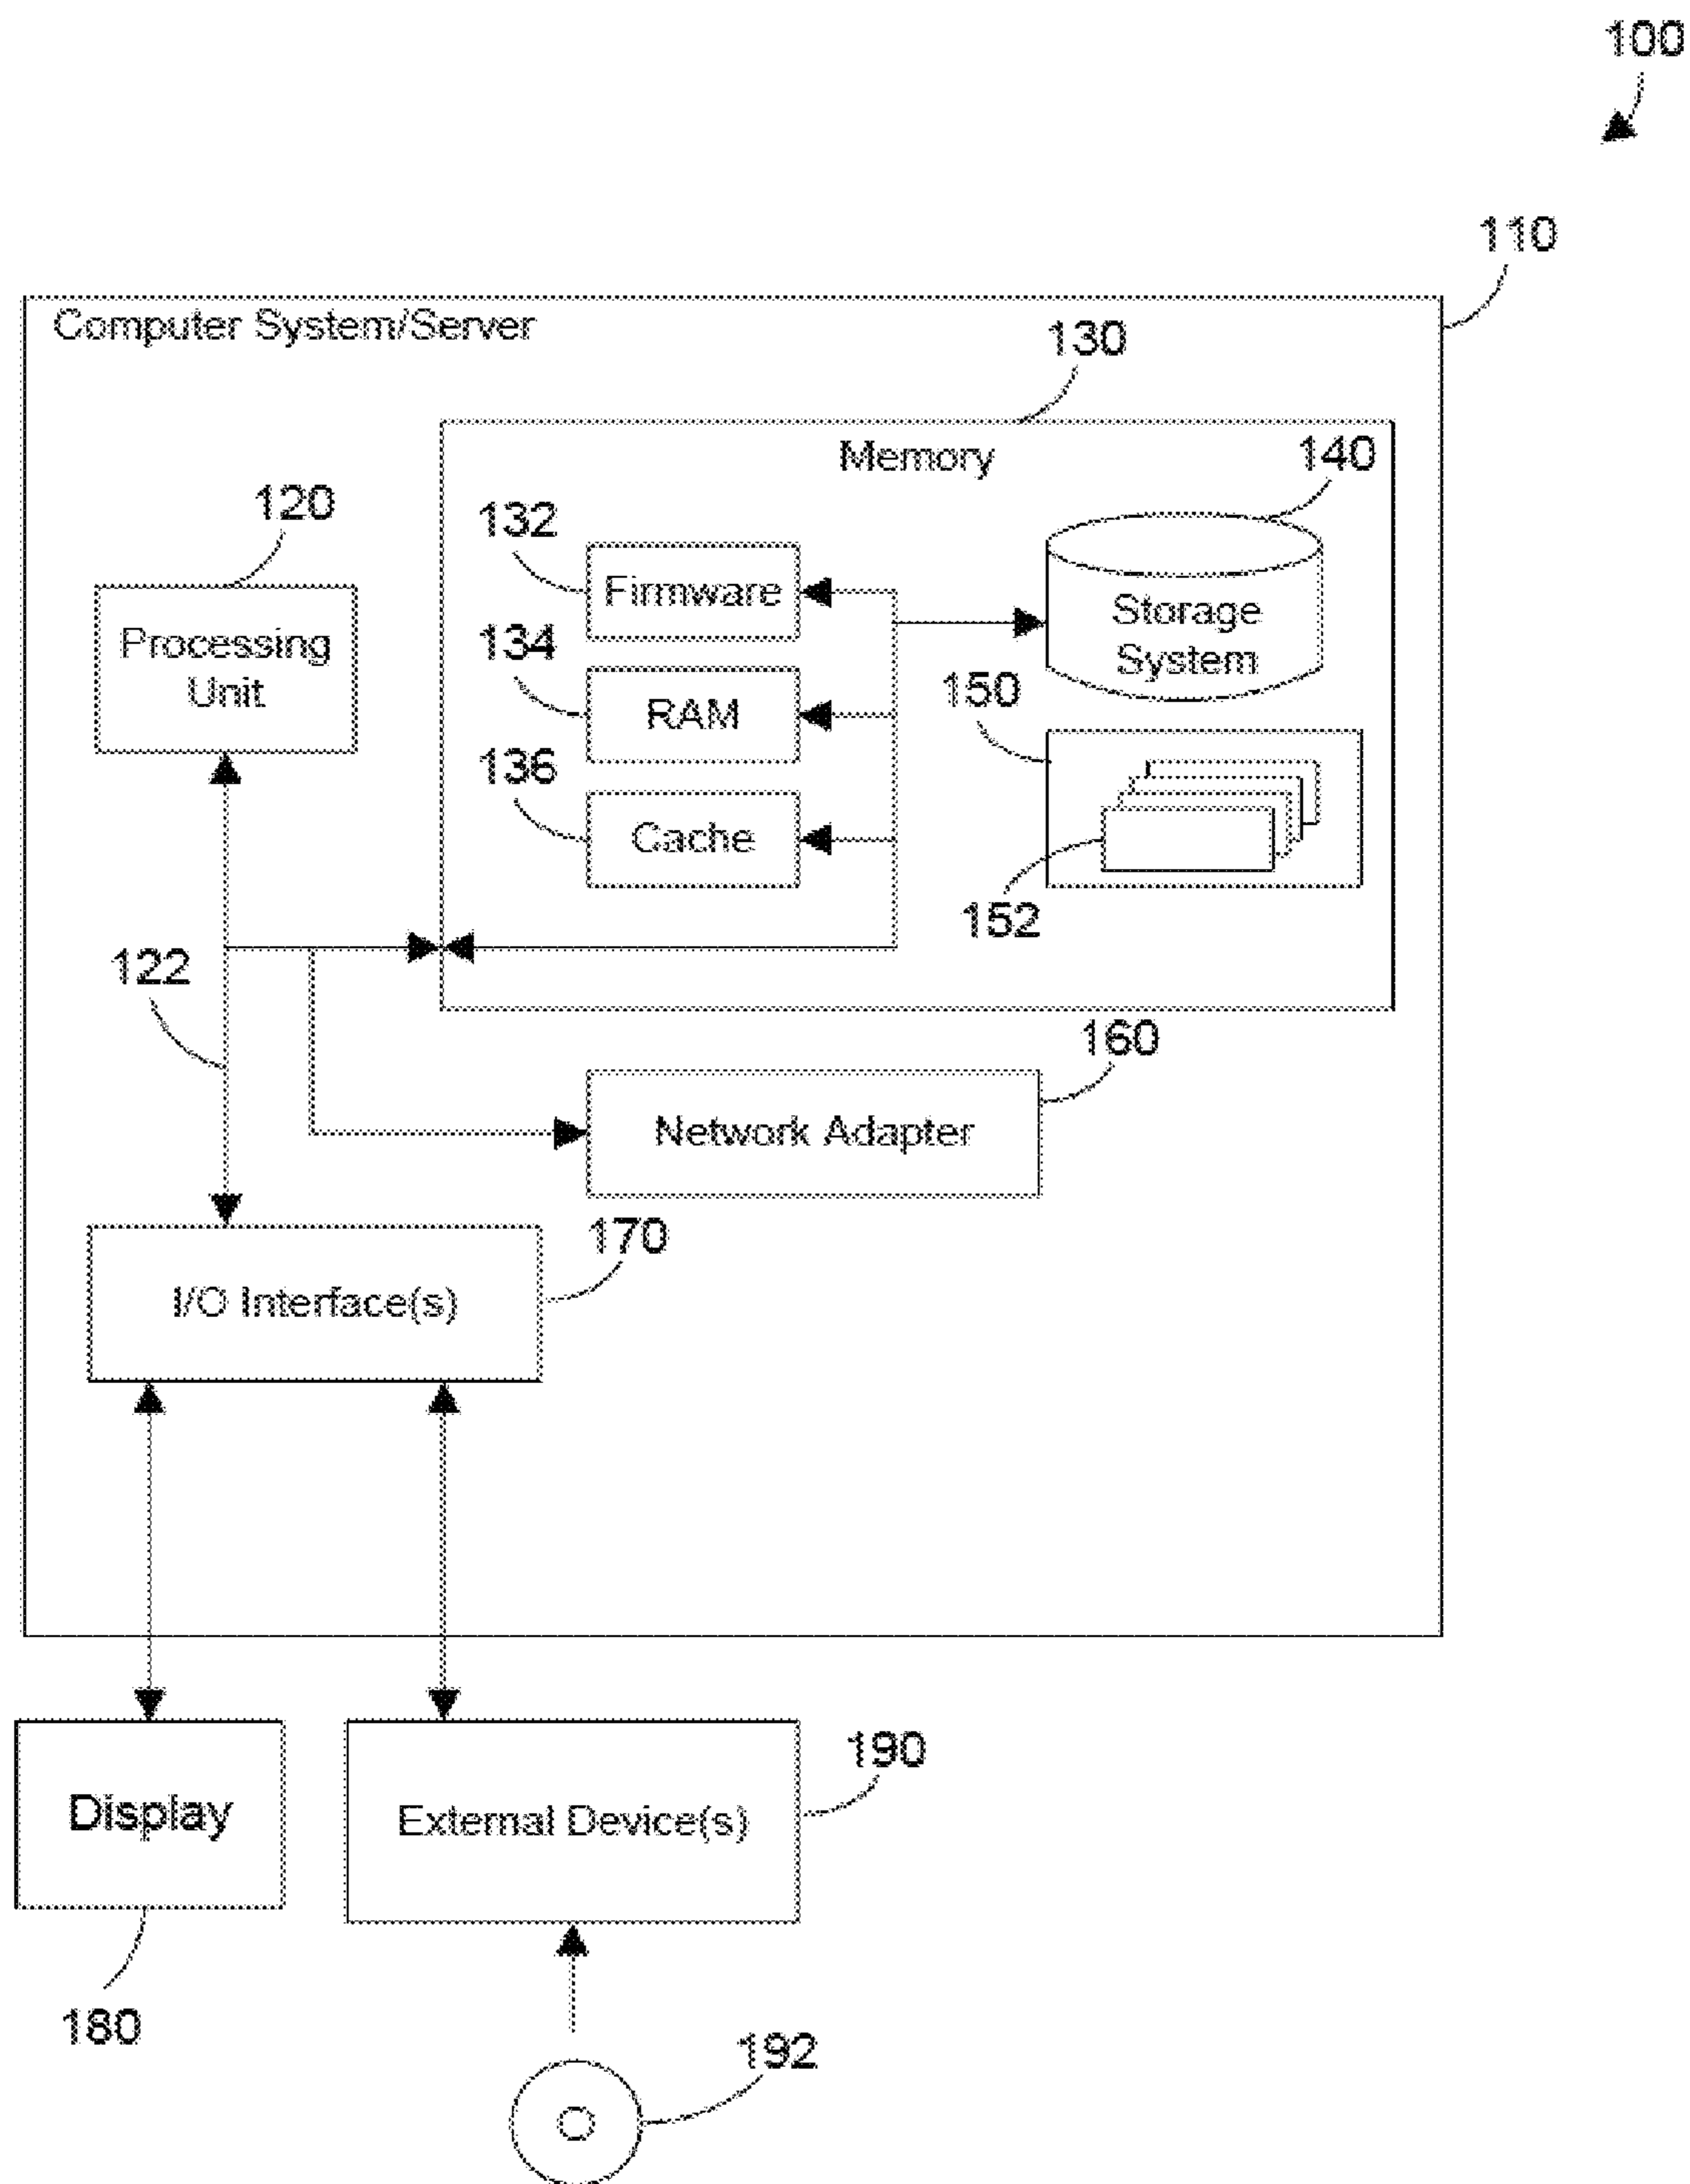 100
110
Computer System/Server
130
Memory
140
120
132
Firmware
Processing
Unit
Storage
System
134
RAM
150
136
Cache
152
122
160
Network Adapter
170
I/O Interface(s)
190
Display
External Device(s)
180
192